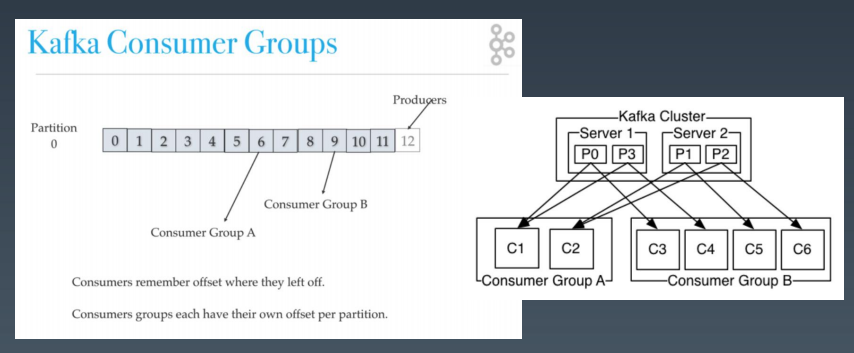 Kafka Consumer Groups
Producers
Partition
0
0 1 2 3 4 5 6 7 8 9 10 11 12
Consumer Group B
Consumer Group A
Consumers remember offset where they left off.
Consumers groups each have their own offset per partition.
Kafka Cluster
Server 1 Server 2
P0 P3 P1 P2
C1 C2 C3 C4 C5 C6
Consumer Group A Consumer Group B